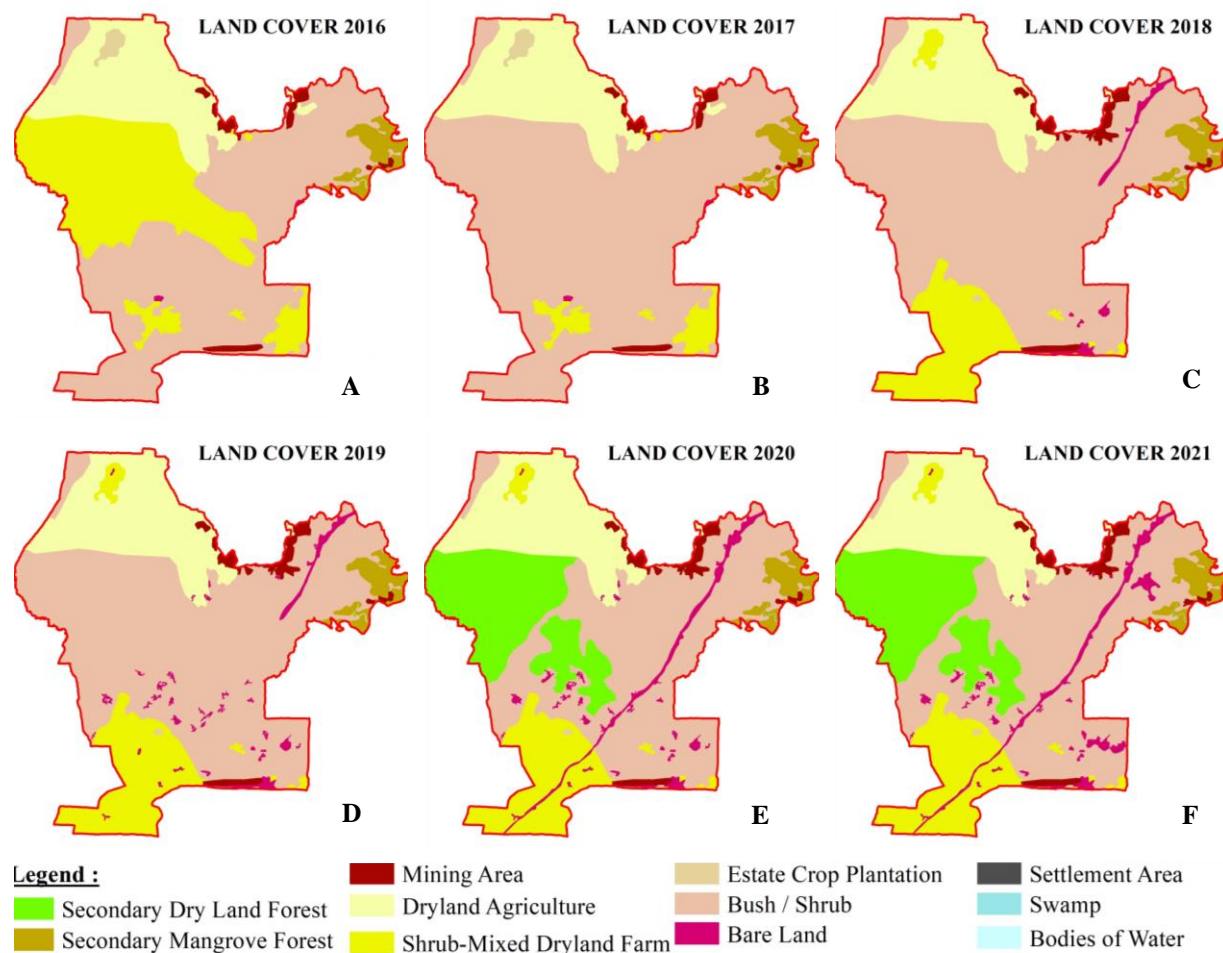 LAND COVER 2016
LAND COVER 2017
LAND COVER 2018
A
B
C
LAND COVER 2019
LAND COVER 2020
LAND COVER 2021
D
E
F
Legend :
Secondary Dry Land Forest
Secondary Mangrove Forest
Mining Area
Dryland Agriculture
Shrub-Mixed Dryland Farm
Estate Crop Plantation
Bush / Shrub
Bare Land
Settlement Area
Swamp
Bodies of Water